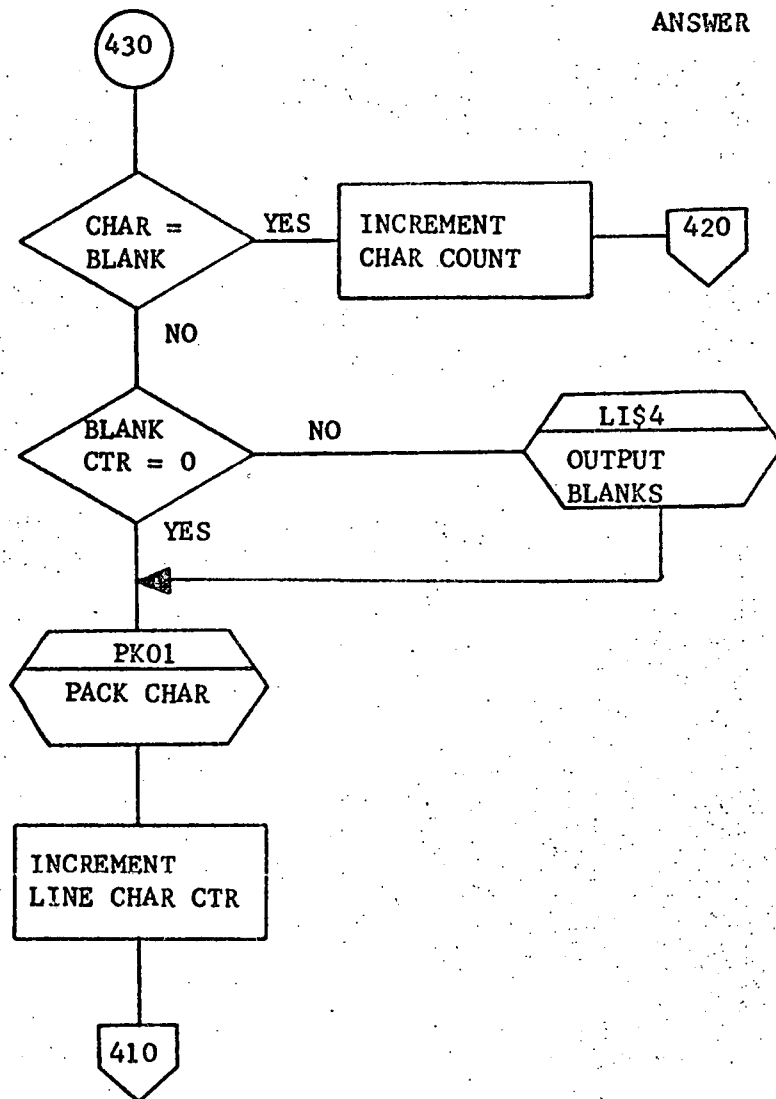 ANSWER
430
CHAR =
BLANK
YES
INCREMENT
CHAR COUNT
420
NO
BLANK
CTR = 0
NO
LI$4
OUTPUT
BLANKS
YES
PK01
PACK CHAR
INCREMENT
LINE CHAR CTR
410